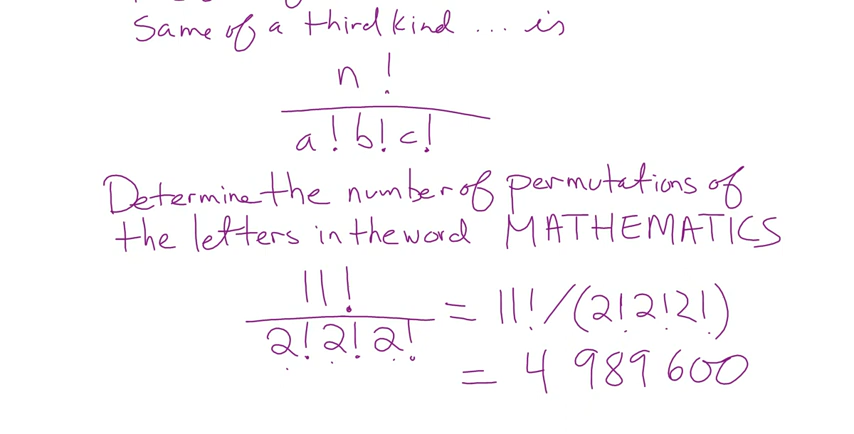 Same of a third kind ... is
n!
a! b! c!
Determine the number of permutations of
the letters in the word MATHEMATICS
11!
2! 2! 2!
= 11! / (2! 2! 2!)
= 4 989 600